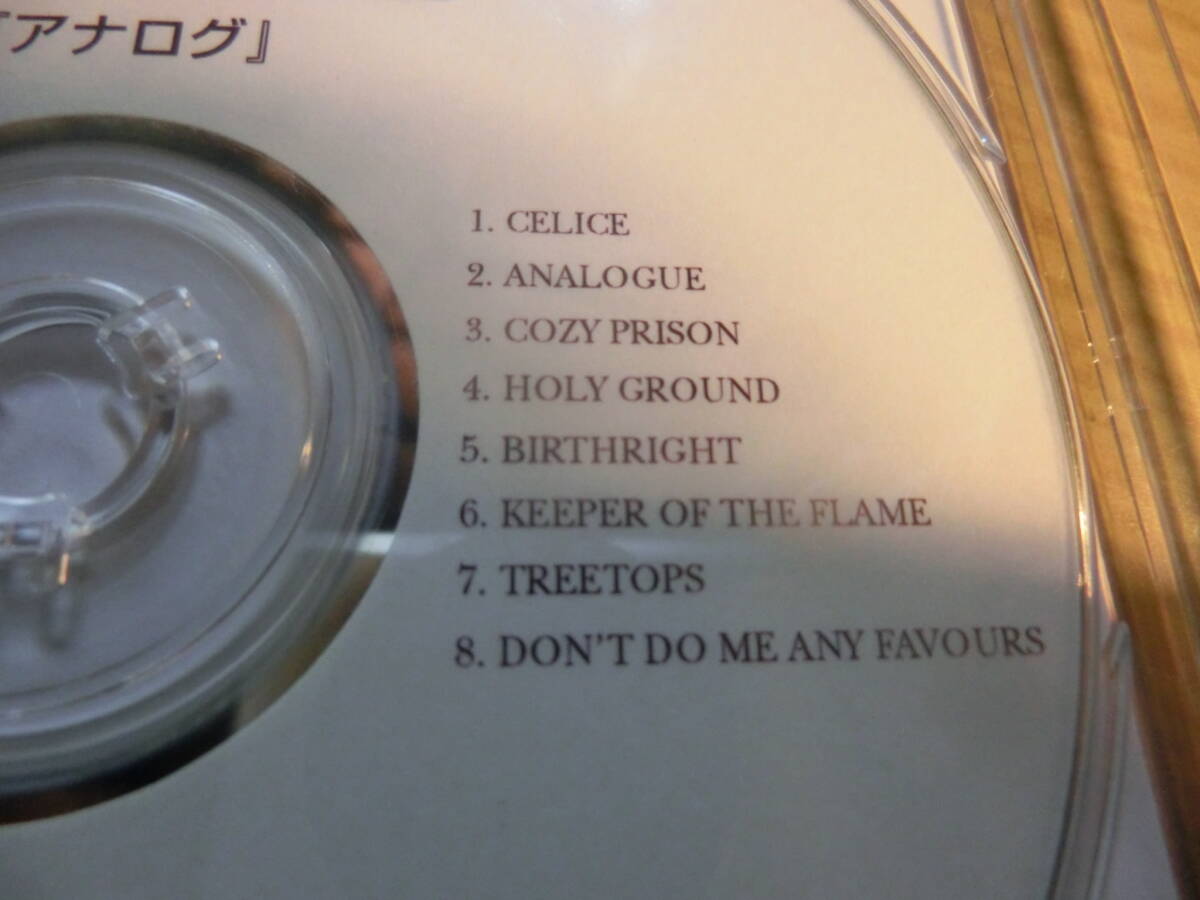 『アナログ』
1. CELICE
2. ANALOGUE
3. COZY PRISON
4. HOLY GROUND
5. BIRTHRIGHT
6. KEEPER OF THE FLAME
7. TREETOPS
8. DON'T DO ME ANY FAVOURS